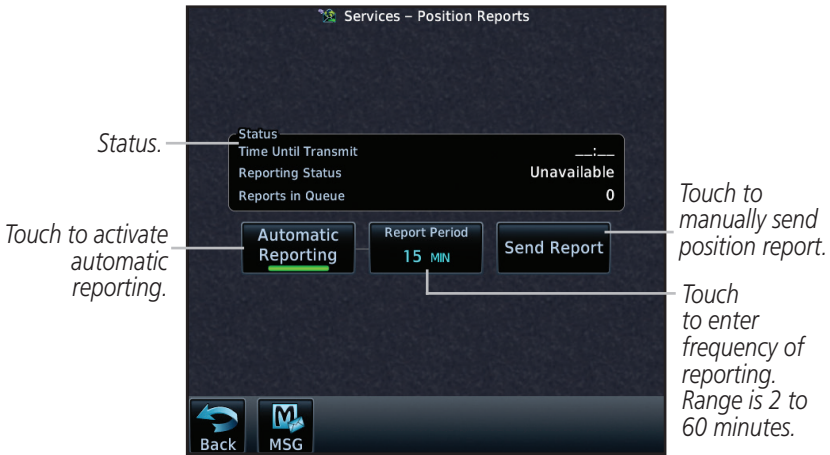 Services – Position Reports
Status.
Status
Time Until Transmit __:__
Reporting Status Unavailable
Reports in Queue 0
Touch to activate
automatic
reporting.
Automatic
Reporting
Report Period
15 MIN
Send Report
Touch to
manually send
position report.
Touch
to enter
frequency of
reporting.
Range is 2 to
60 minutes.
Back
MSG